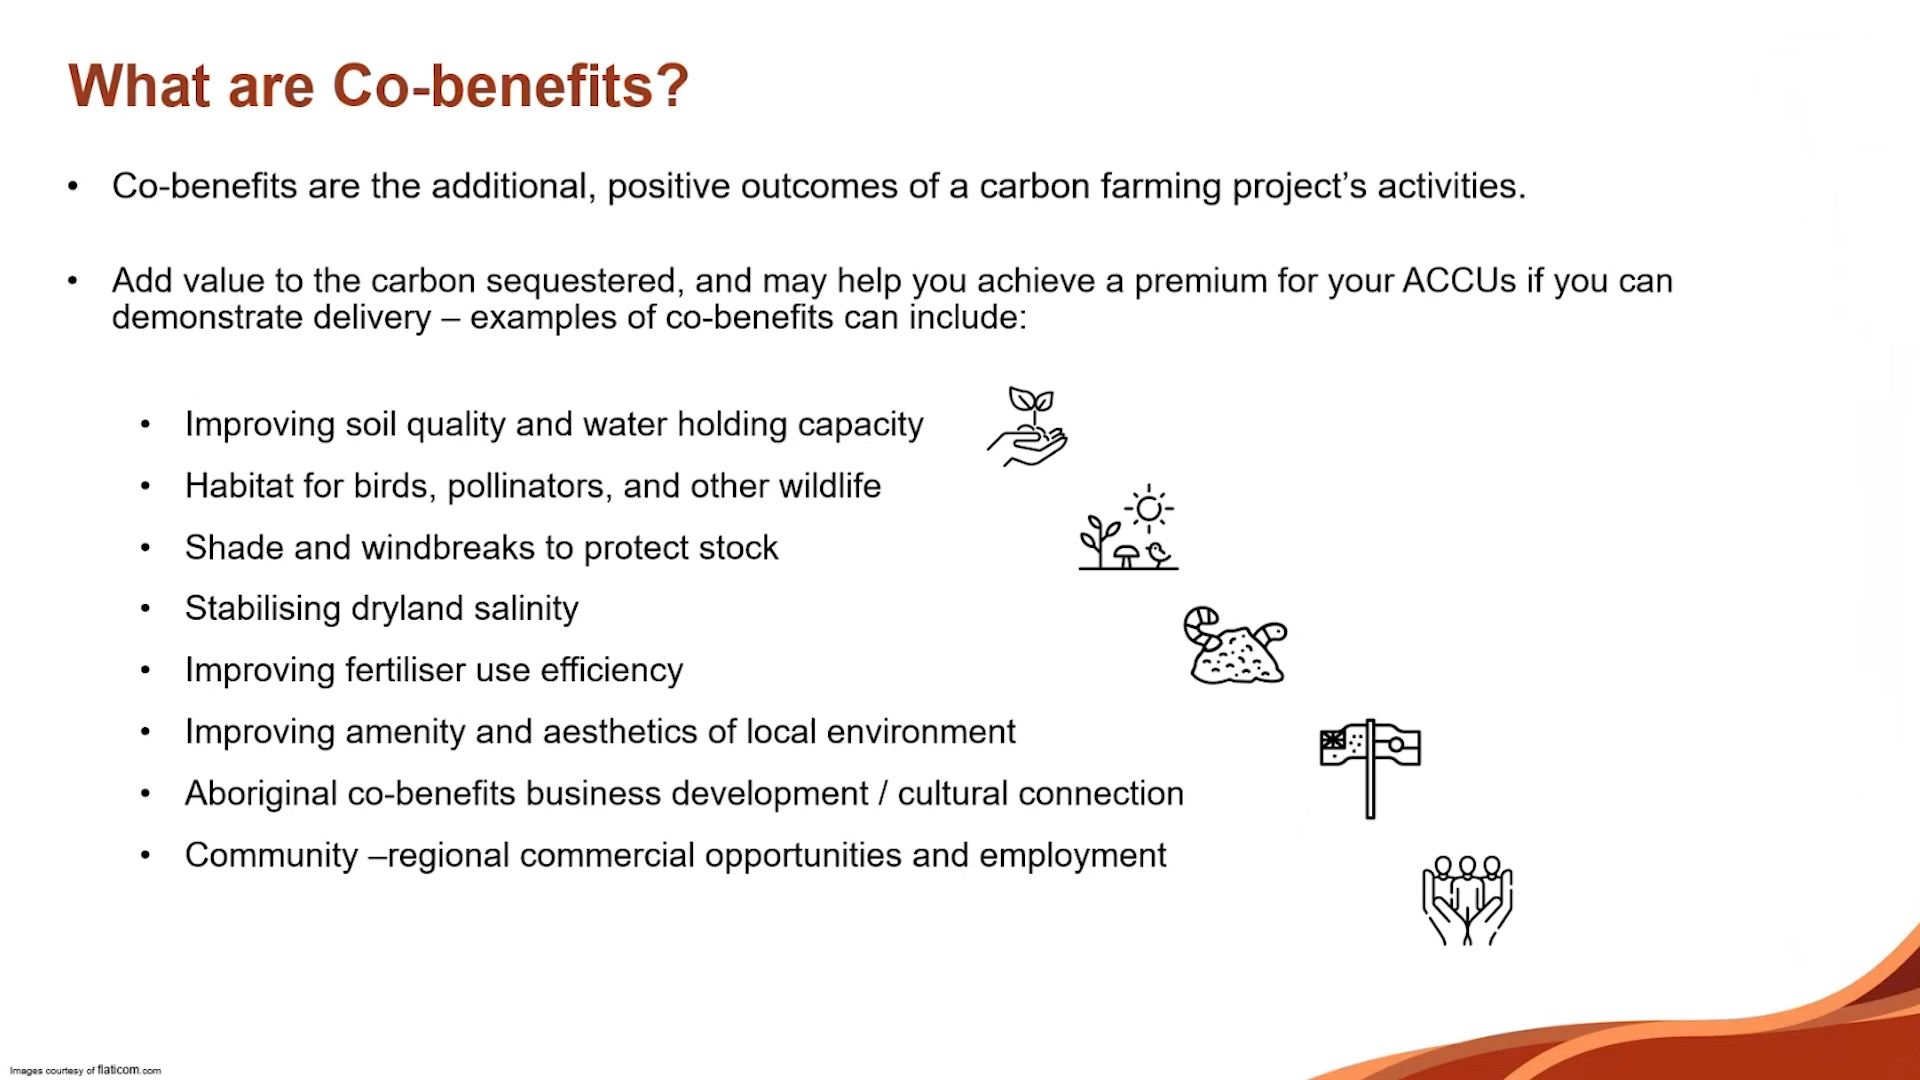 What are Co-benefits?
• Co-benefits are the additional, positive outcomes of a carbon farming project’s activities.
• Add value to the carbon sequestered, and may help you achieve a premium for your ACCUs if you can
demonstrate delivery – examples of co-benefits can include:
• Improving soil quality and water holding capacity
• Habitat for birds, pollinators, and other wildlife
• Shade and windbreaks to protect stock
• Stabilising dryland salinity
• Improving fertiliser use efficiency
• Improving amenity and aesthetics of local environment
• Aboriginal co-benefits business development / cultural connection
• Community –regional commercial opportunities and employment
Images courtesy of flaticom.com